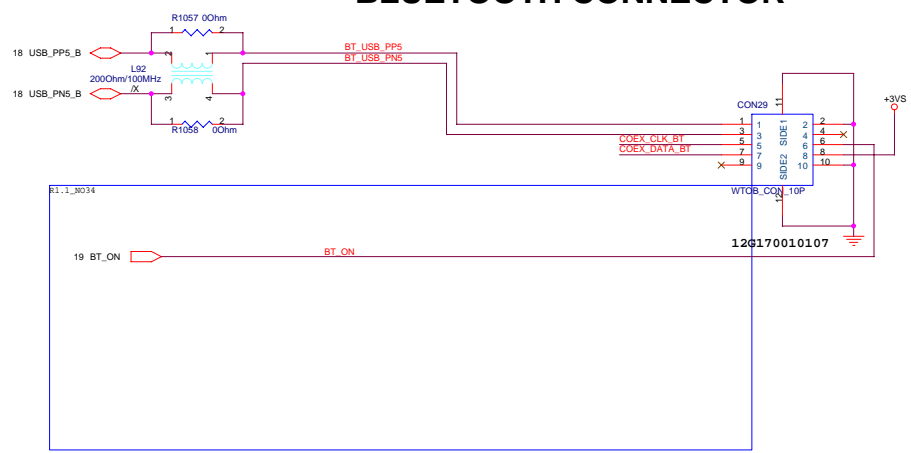 BLUETOOTH CONNECTOR
R1057 0Ohm
1 2
18 USB_PP5_B
2 1
BT_USB_PP5
BT_USB_PN5
L92
200Ohm/100MHz
/X
18 USB_PN5_B
3 4
1 2
R1058 0Ohm
+3VS
CON29
11
1 1 SIDE1 2 2
3 3 4 4
COEX_CLK_BT 5 5 6 6
COEX_DATA_BT 7 7 SIDE2 8 8
9 9 10 10
12
WTOB_CON_10P
R1.1_NO34
12G170010107
19 BT_ON
BT_ON